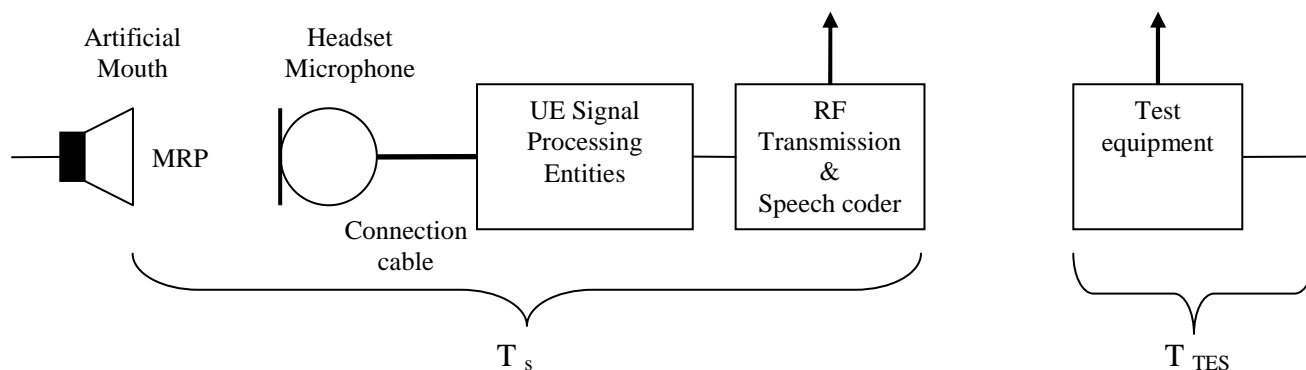 Artificial
Mouth
MRP
Headset
Microphone
Connection
cable
UE Signal
Processing
Entities
RF
Transmission
&
Speech coder
Test
equipment
T s
T TES